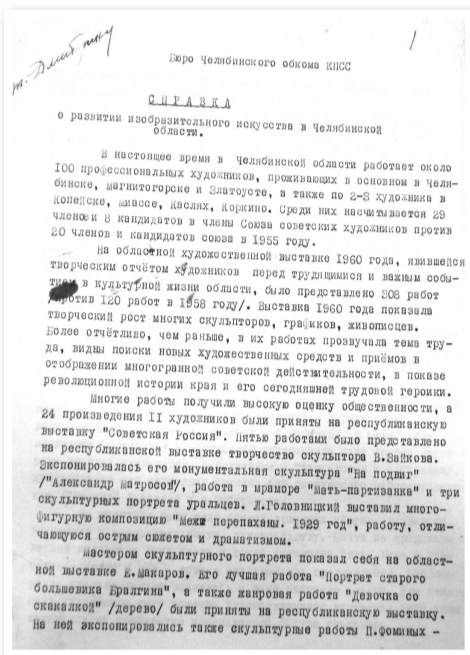 т. Дмитрину
1
Бюро Челябинского обкома КПСС
СПРАВКА
о развитии изобразительного искусства в Челябинской
области.
В настоящее время в Челябинской области работает около
100 профессиональных художников, проживающих в основном в Челя-
бинске, Магнитогорске и Златоусте, а также по 2-3 художника в
Копейске, Миассе, Каслях, Коркино. Среди них насчитывается 29
членов и 8 кандидатов в члены Союза советских художников против
20 членов и кандидатов союза в 1955 году.
На областной художественной выставке 1960 года, явившейся
творческим отчётом художников перед трудящимися и важным собы-
тием в культурной жизни области, было представлено 308 работ
/против 120 работ в 1958 году/. Выставка 1960 года показала
творческий рост многих скульпторов, графиков, живописцев.
Более отчётливо, чем раньше, в их работах прозвучала тема тру-
да, видны поиски новых художественных средств и приёмов в
отображении многогранной советской действительности, в показе
революционной истории края и его сегодняшней трудовой героики.
Многие работы получили высокую оценку общественности, а
24 произведения II художников были приняты на республиканскую
выставку "Советская Россия". Пятью работами было представлено
на республиканской выставке творчество скульптора В.Зайкова.
Экспонировалась его монументальная скульптура "На подвиг"
/"Александр Матросов"/, работа в мраморе "Мать-партизанка" и три
скульптурных портрета уральцев. Л.Головницкий выставил много-
фигурную композицию "Межи перепаханы. 1929 год", работу, отли-
чающуюся острым сюжетом и драматизмом.
Мастером скульптурного портрета показал себя на област-
ной выставке Е.Макаров. Его лучшая работа "Портрет старого
большевика Бралгина", а также жанровая работа "Девочка со
скакалкой" /дерево/ были приняты на республиканскую выставку.
На ней экспонировались также скульптурные работы П.Фоминых -